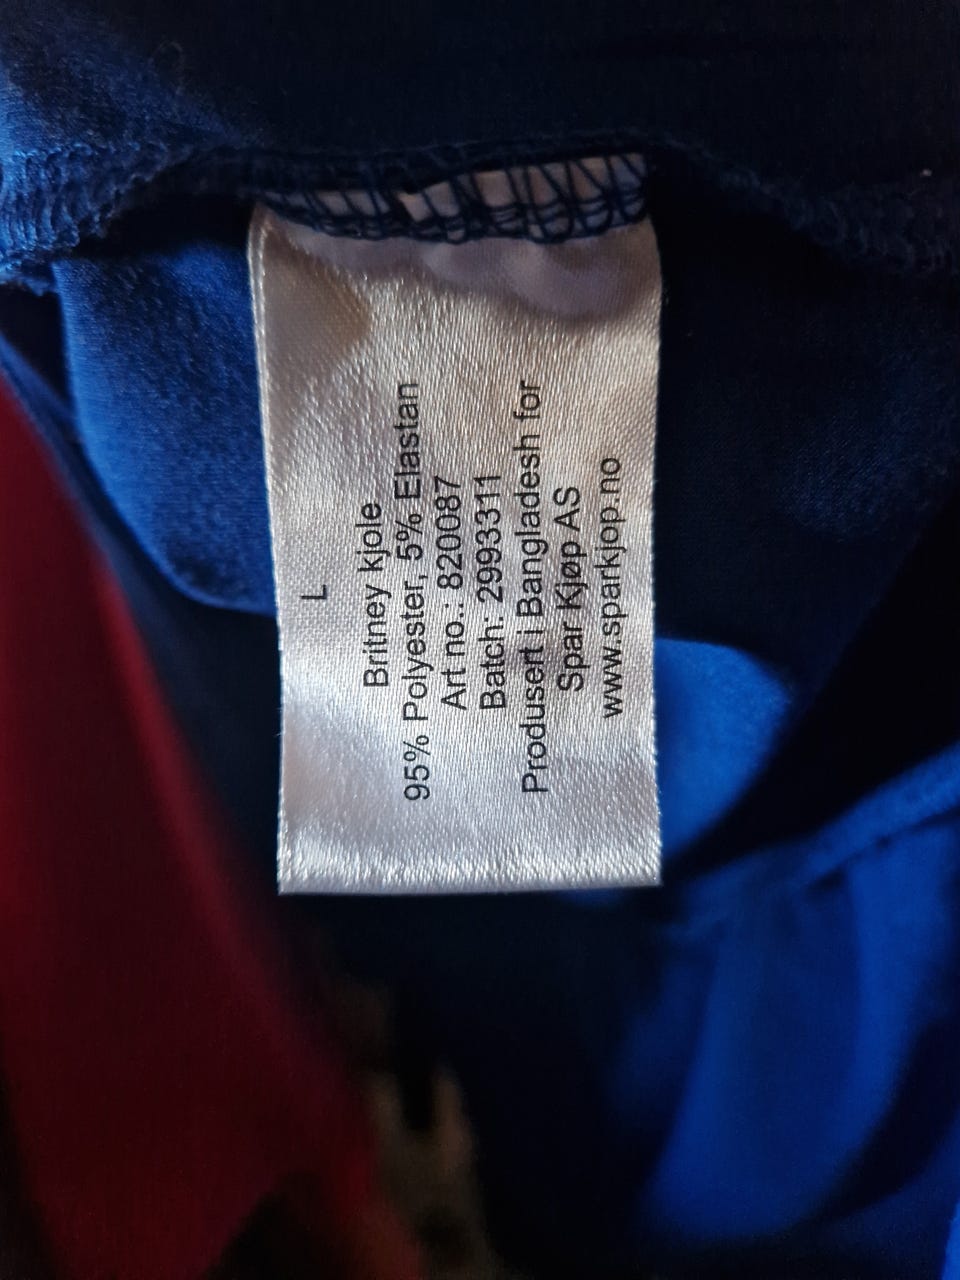 L
Britney kjole
95% Polyester, 5% Elastan
Art no.: 820087
Batch: 2993311
Produsert i Bangladesh for
Spar Kjøp AS
www.sparkjop.no